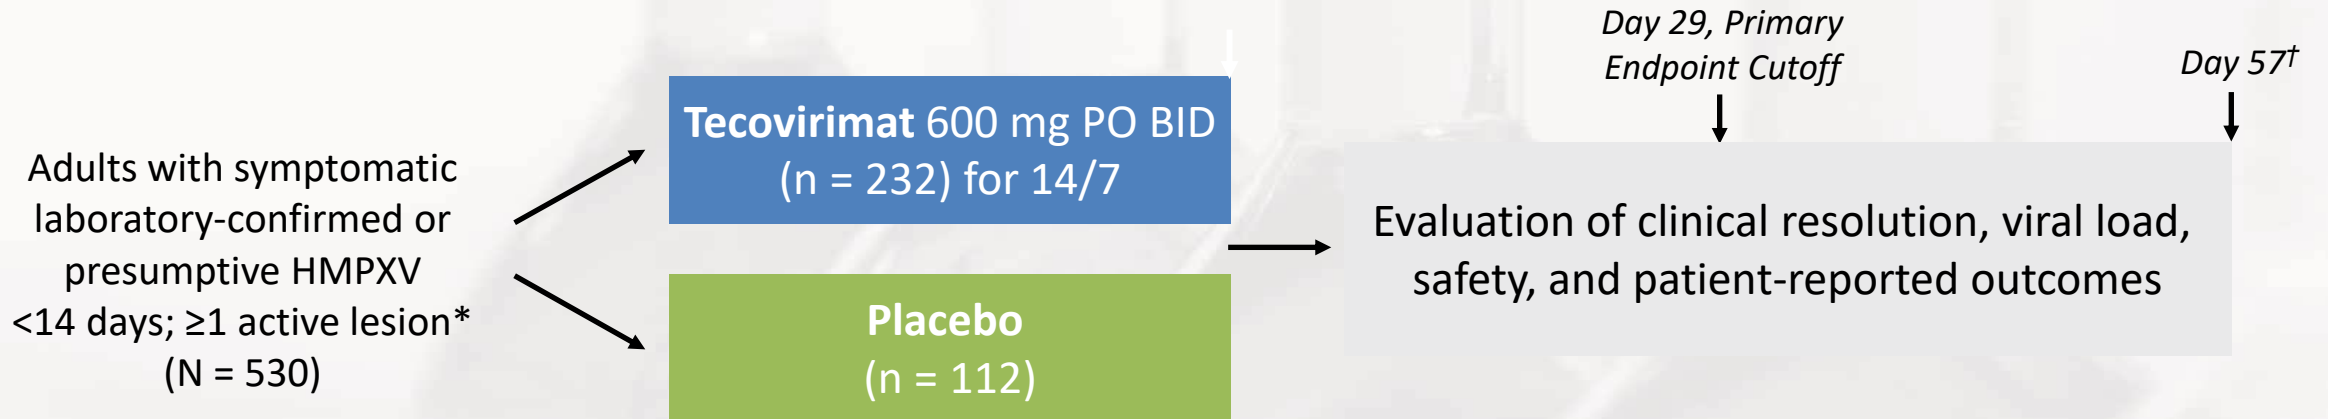 Adults with symptomatic
laboratory-confirmed or
presumptive HMPXV
<14 days; ≥1 active lesion*
(N = 530)
Tecovirimat 600 mg PO BID
(n = 232) for 14/7
Placebo
(n = 112)
Day 29, Primary
Endpoint Cutoff
Day 57†
Evaluation of clinical resolution, viral load,
safety, and patient-reported outcomes